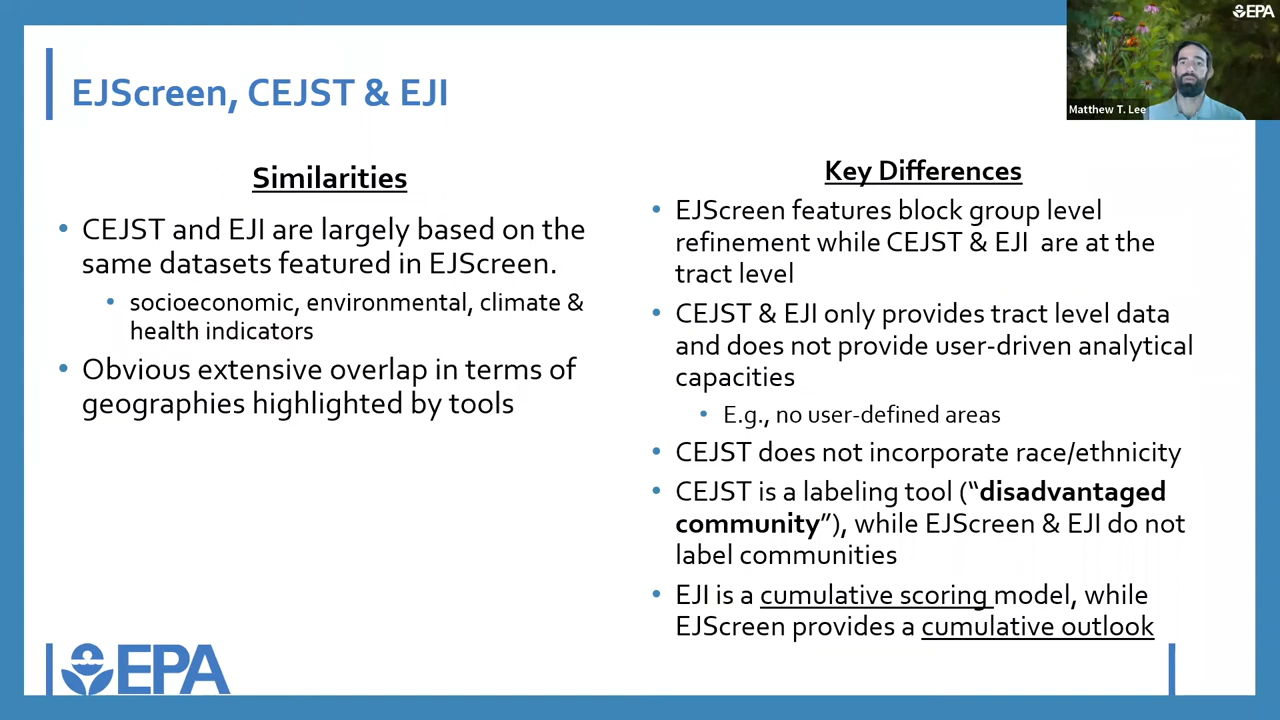 EPA
Matthew T. Lee
EJScreen, CEJST & EJI
Similarities
• CEJST and EJI are largely based on the
same datasets featured in EJScreen.
• socioeconomic, environmental, climate &
health indicators
• Obvious extensive overlap in terms of
geographies highlighted by tools
Key Differences
• EJScreen features block group level
refinement while CEJST & EJI are at the
tract level
• CEJST & EJI only provides tract level data
and does not provide user-driven analytical
capacities
• E.g., no user-defined areas
• CEJST does not incorporate race/ethnicity
• CEJST is a labeling tool (“disadvantaged
community”), while EJScreen & EJI do not
label communities
• EJI is a cumulative scoring model, while
EJScreen provides a cumulative outlook
EPA